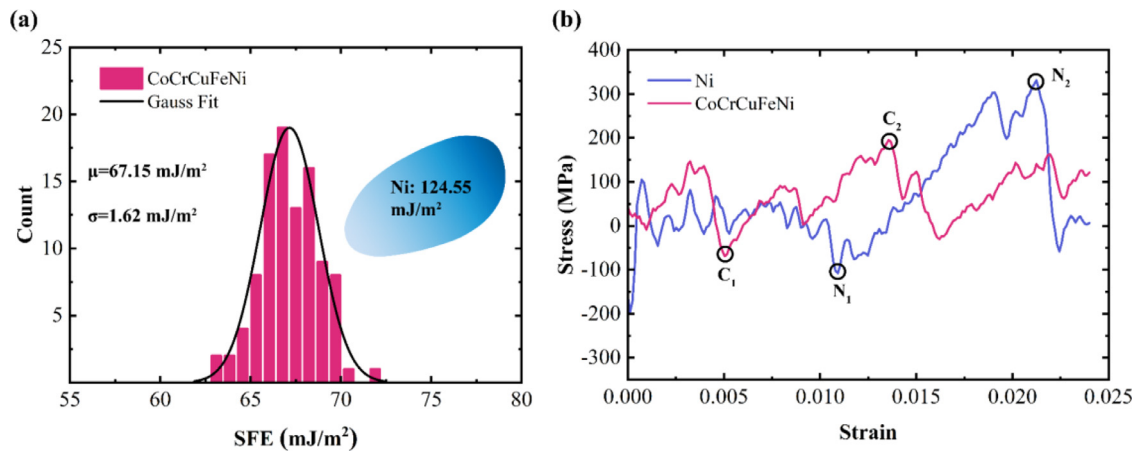 (a)
25
20
15
10
5
Count
CoCrCuFeNi
Gauss Fit
μ=67.15 mJ/m²
σ=1.62 mJ/m²
Ni: 124.55
mJ/m²
55
60
65
70
75
80
SFE (mJ/m²)
(b)
400
300
200
100
0
-100
-200
-300
Stress (MPa)
Ni
CoCrCuFeNi
N₂
C₂
C₁
N₁
0.000
0.005
0.010
0.015
0.020
0.025
Strain